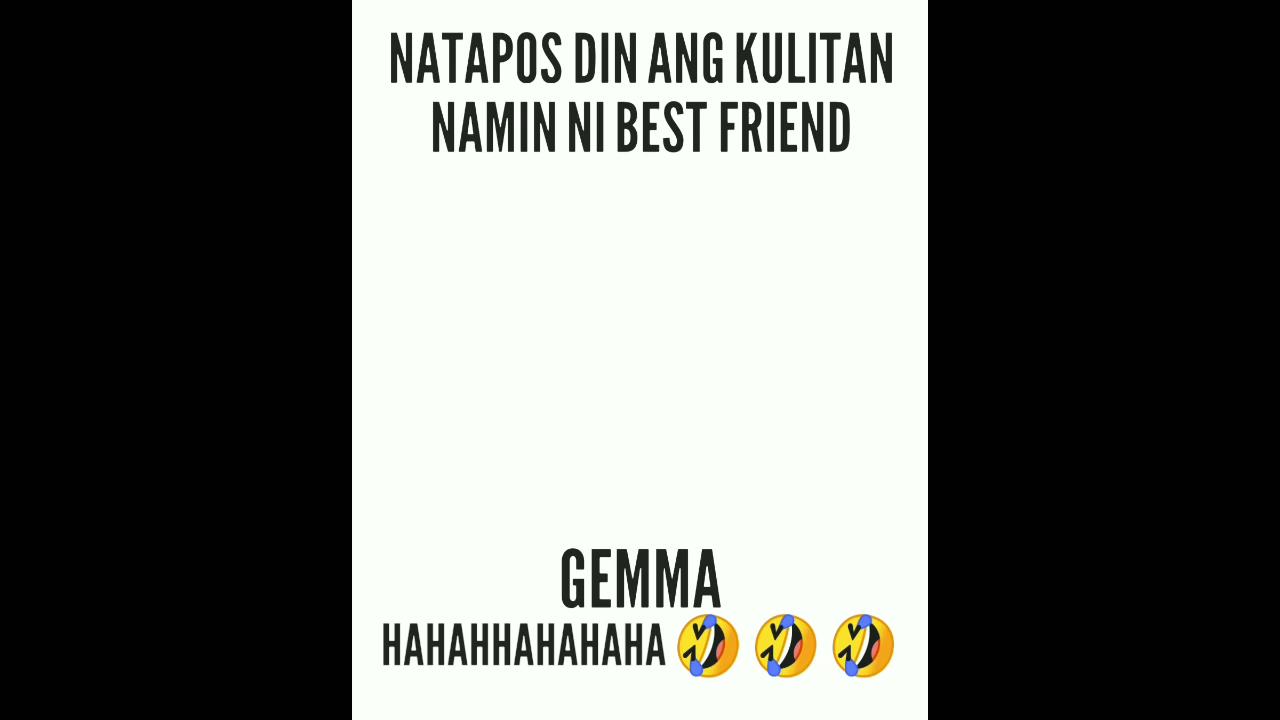 NATAPOS DIN ANG KULITAN
NAMIN NI BEST FRIEND
GEMMA
HAHAHHAHAHAHA 🤣 🤣 🤣